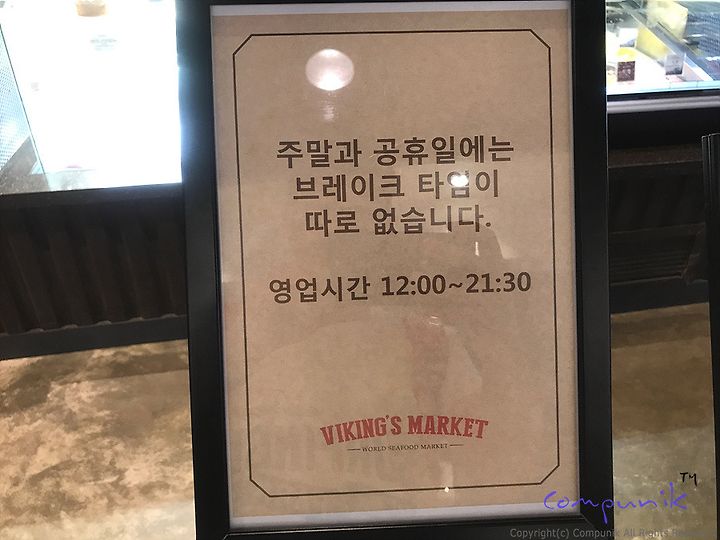 주말과 공휴일에는
브레이크 타임이
따로 없습니다.
영업시간 12:00~21:30
VIKING'S MARKET
WORLD SEAFOOD MARKET
compunik TM
Copyright(c) Compunik All Rights